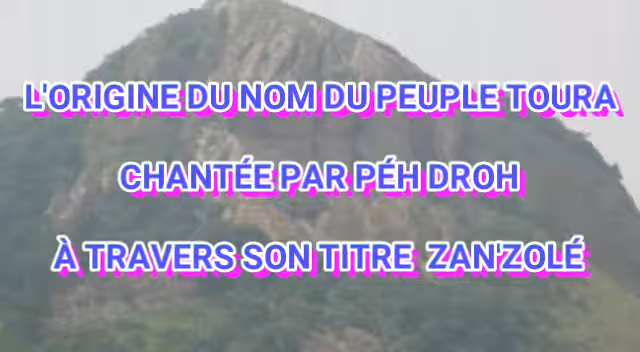 L'ORIGINE DU NOM DU PEUPLE TOURA
CHANTÉE PAR PÉH DROH
À TRAVERS SON TITRE ZAN'ZOLÉ